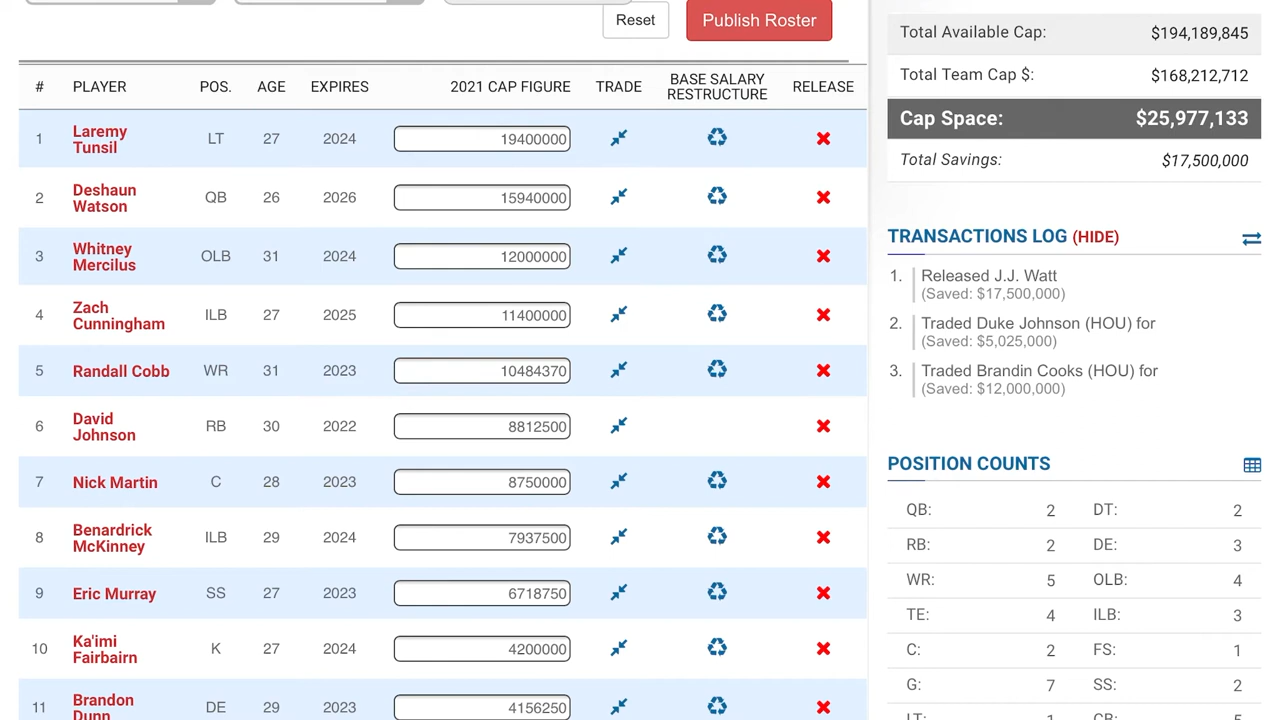 Reset
Publish Roster
# PLAYER POS. AGE EXPIRES 2021 CAP FIGURE TRADE BASE SALARY RESTRUCTURE RELEASE
1 Laremy Tunsil LT 27 2024 19400000
2 Deshaun Watson QB 26 2026 15940000
3 Whitney Mercilus OLB 31 2024 12000000
4 Zach Cunningham ILB 27 2025 11400000
5 Randall Cobb WR 31 2023 10484370
6 David Johnson RB 30 2022 8812500
7 Nick Martin C 28 2023 8750000
8 Benardrick McKinney ILB 29 2024 7937500
9 Eric Murray SS 27 2023 6718750
10 Ka'imi Fairbairn K 27 2024 4200000
11 Brandon Dunn DE 29 2023 4156250
Total Available Cap: $194,189,845
Total Team Cap $: $168,212,712
Cap Space: $25,977,133
Total Savings: $17,500,000
TRANSACTIONS LOG (HIDE)
1. Released J.J. Watt
(Saved: $17,500,000)
2. Traded Duke Johnson (HOU) for
(Saved: $5,025,000)
3. Traded Brandin Cooks (HOU) for
(Saved: $12,000,000)
POSITION COUNTS
QB: 2 DT: 2
RB: 2 DE: 3
WR: 5 OLB: 4
TE: 4 ILB: 3
C: 2 FS: 1
G: 7 SS: 2
LT: 1 CB: 5